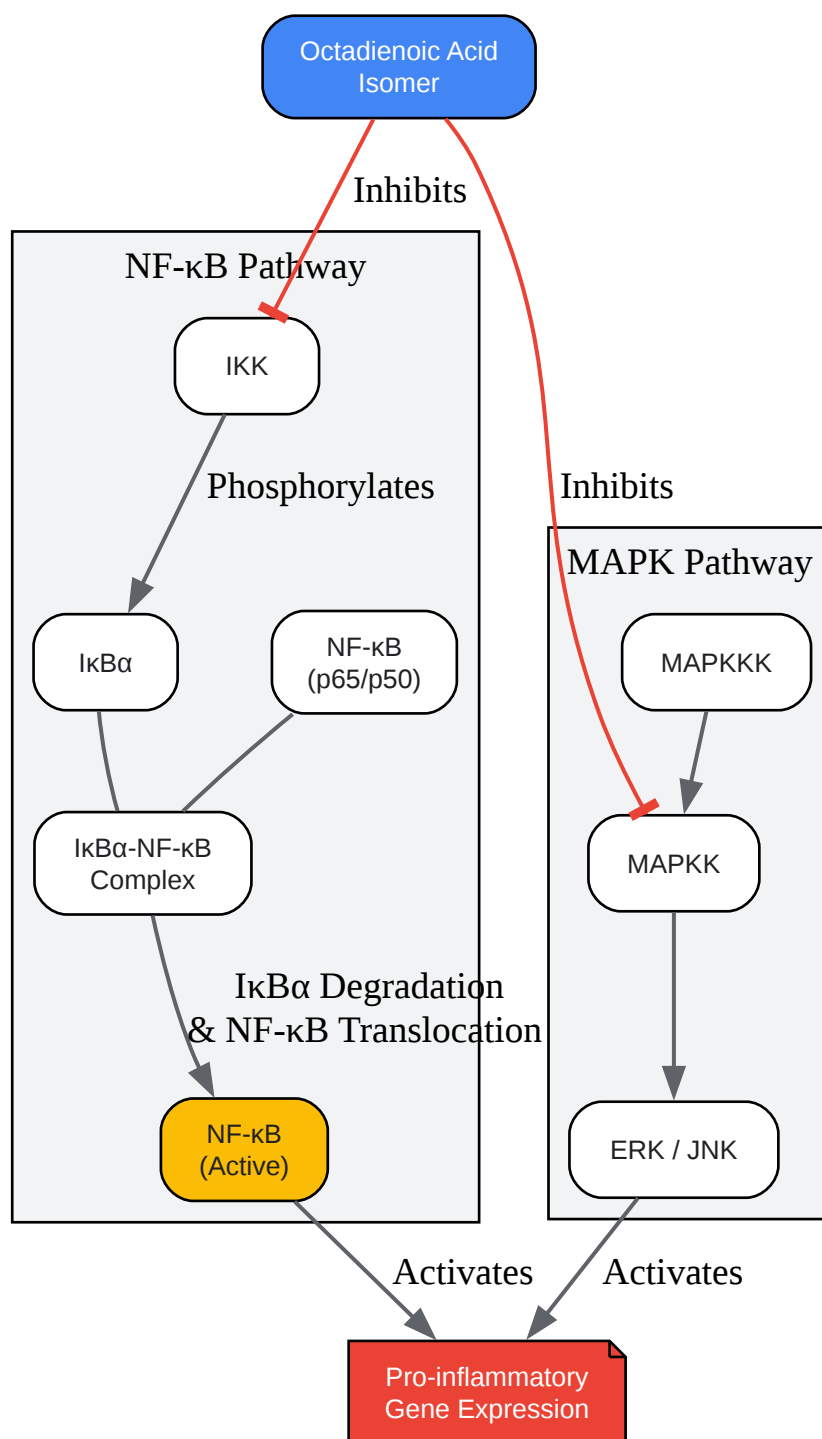 Octadienoic Acid
Isomer
Inhibits
NF-κB Pathway
IKK
Phosphorylates
Inhibits
MAPK Pathway
IκBα
NF-κB
(p65/p50)
MAPKKK
IκBα-NF-κB
Complex
MAPKK
IκBα Degradation
& NF-κB Translocation
NF-κB
(Active)
ERK / JNK
Activates
Activates
Pro-inflammatory
Gene Expression